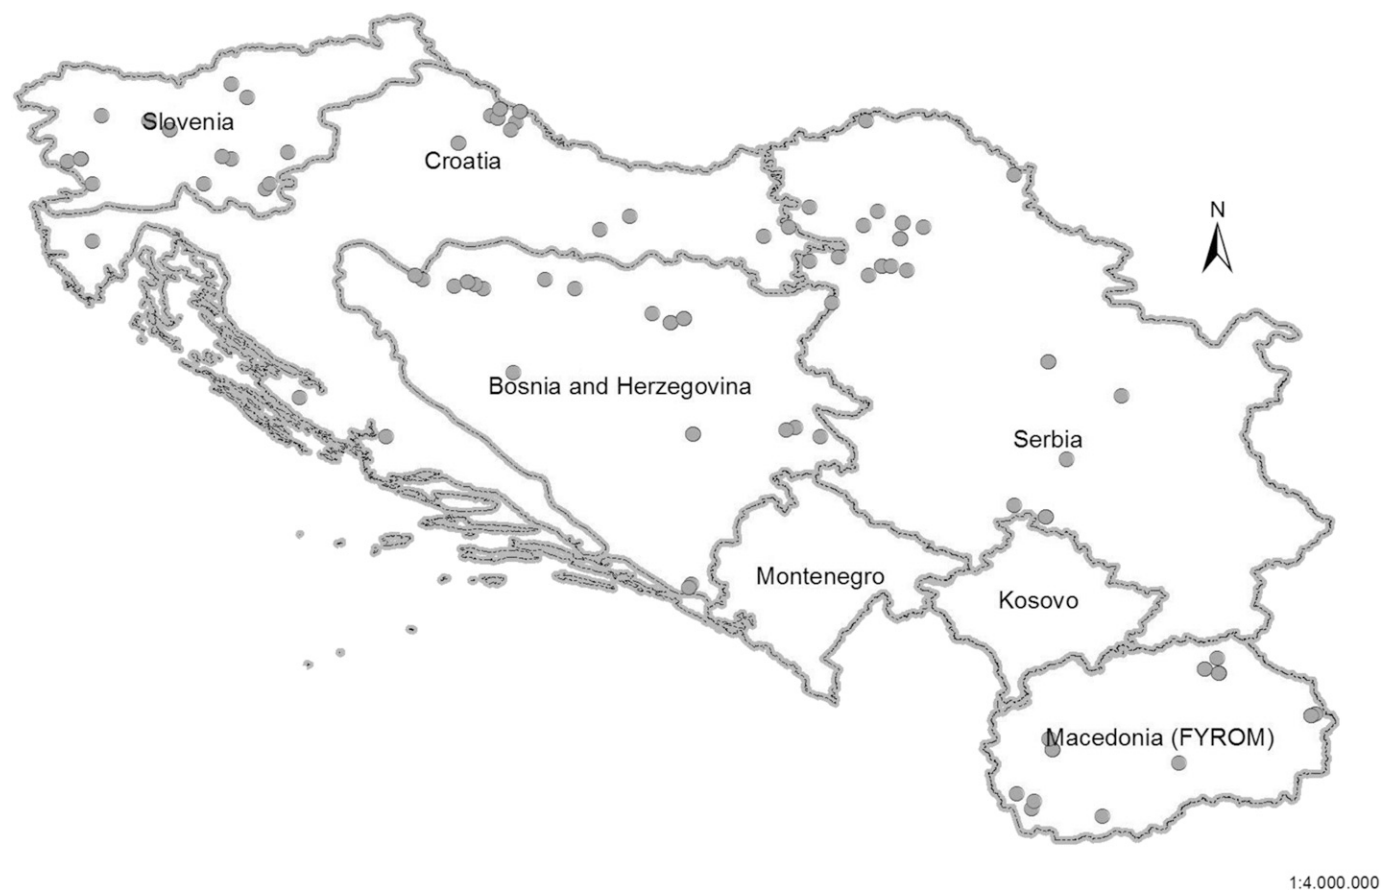 Slovenia
Croatia
N
Bosnia and Herzegovina
Serbia
Montenegro
Kosovo
Macedonia (FYROM)
1:4.000.000